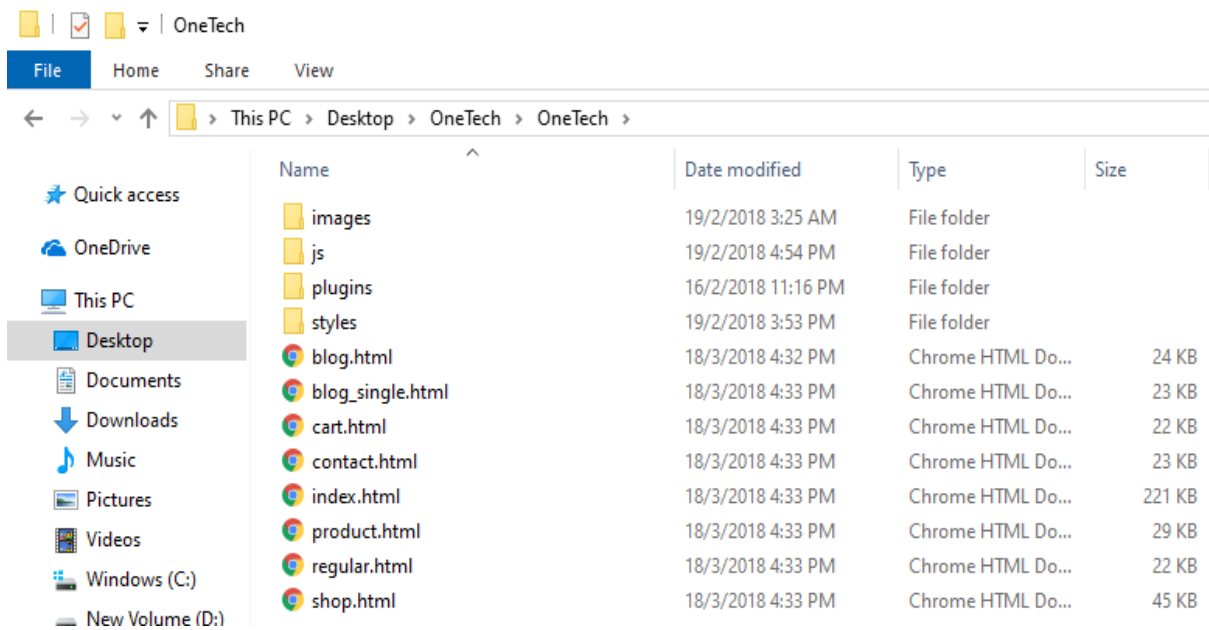 OneTech
File Home Share View
This PC > Desktop > OneTech > OneTech >
Name Date modified Type Size
Quick access
OneDrive
This PC
Desktop
Documents
Downloads
Music
Pictures
Videos
Windows (C:)
New Volume (D:)
images 19/2/2018 3:25 AM File folder
js 19/2/2018 4:54 PM File folder
plugins 16/2/2018 11:16 PM File folder
styles 19/2/2018 3:53 PM File folder
blog.html 18/3/2018 4:32 PM Chrome HTML Do... 24 KB
blog_single.html 18/3/2018 4:33 PM Chrome HTML Do... 23 KB
cart.html 18/3/2018 4:33 PM Chrome HTML Do... 22 KB
contact.html 18/3/2018 4:33 PM Chrome HTML Do... 23 KB
index.html 18/3/2018 4:33 PM Chrome HTML Do... 221 KB
product.html 18/3/2018 4:33 PM Chrome HTML Do... 29 KB
regular.html 18/3/2018 4:33 PM Chrome HTML Do... 22 KB
shop.html 18/3/2018 4:33 PM Chrome HTML Do... 45 KB